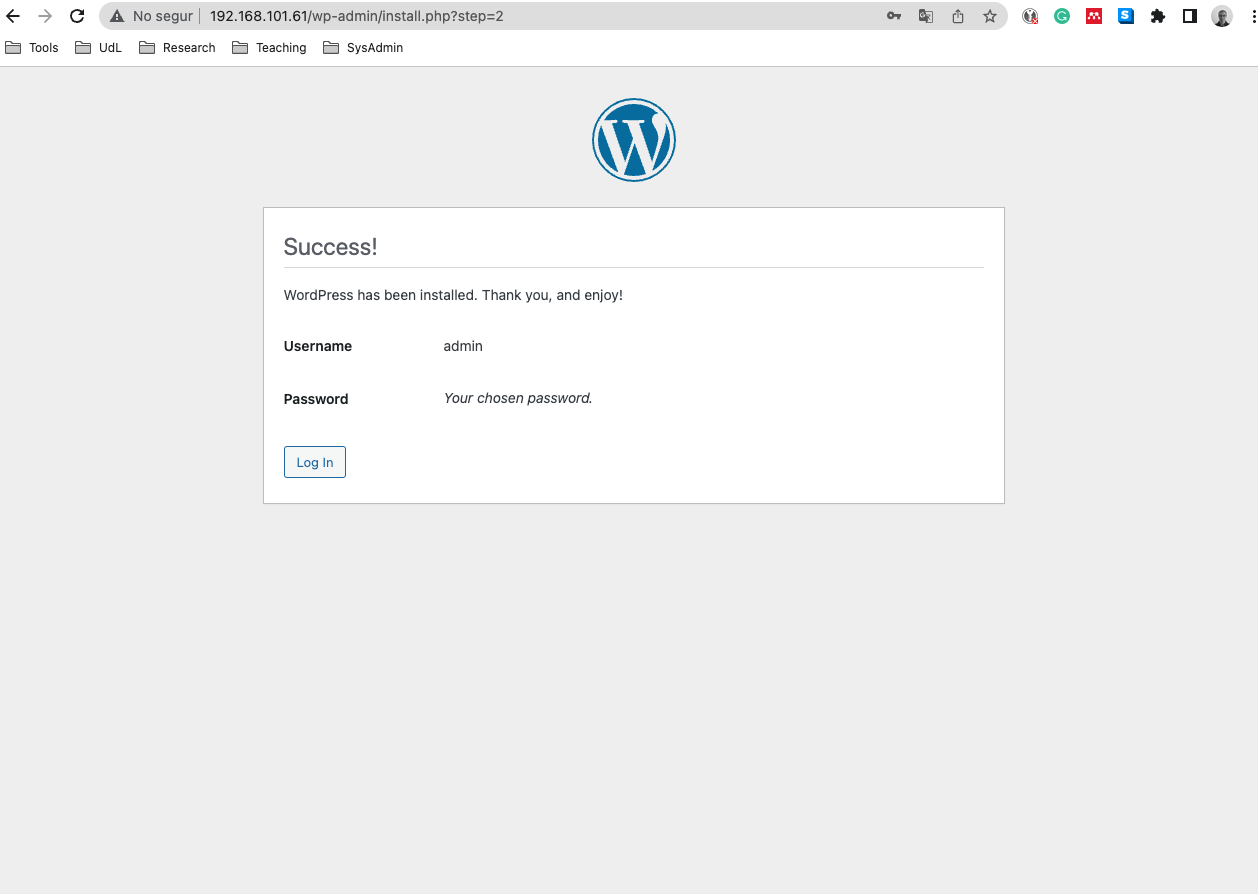 No segur 192.168.101.61/wp-admin/install.php?step=2
Tools UdL Research Teaching SysAdmin
Success!
WordPress has been installed. Thank you, and enjoy!
Username admin
Password Your chosen password.
Log In